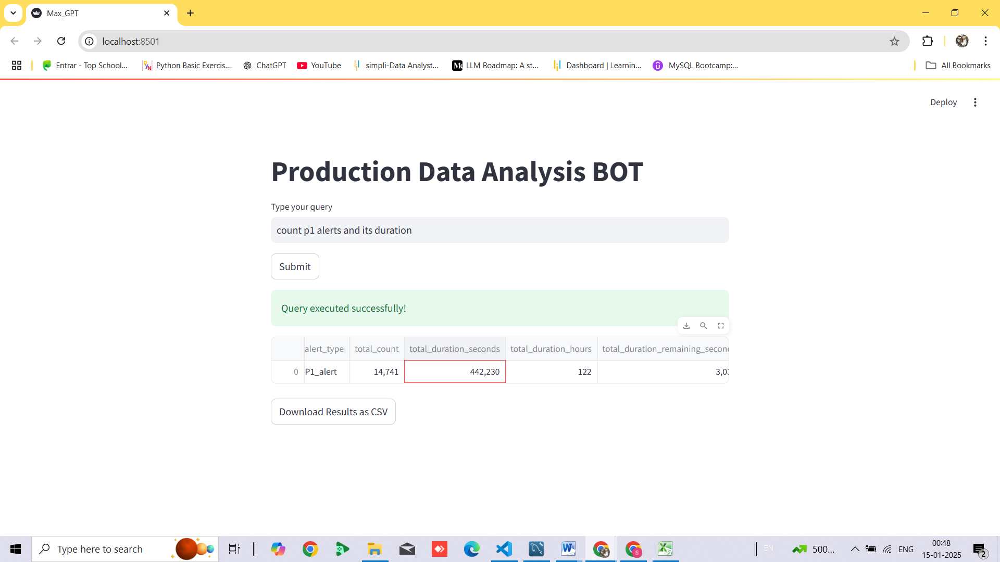 Max_GPT
localhost:8501
Entrar - Top School...
Python Basic Exercis...
ChatGPT
YouTube
simpli-Data Analyst...
LLM Roadmap: A st...
Dashboard | Learnin...
MySQL Bootcamp:...
All Bookmarks
Deploy
Production Data Analysis BOT
Type your query
count p1 alerts and its duration
Submit
Query executed successfully!
alert_type total_count total_duration_seconds total_duration_hours total_duration_remaining_secon
0 P1_alert 14,741 442,230 122 3,0
Download Results as CSV
Type here to search
EN
500...
ENG
00:48
15-01-2025
2